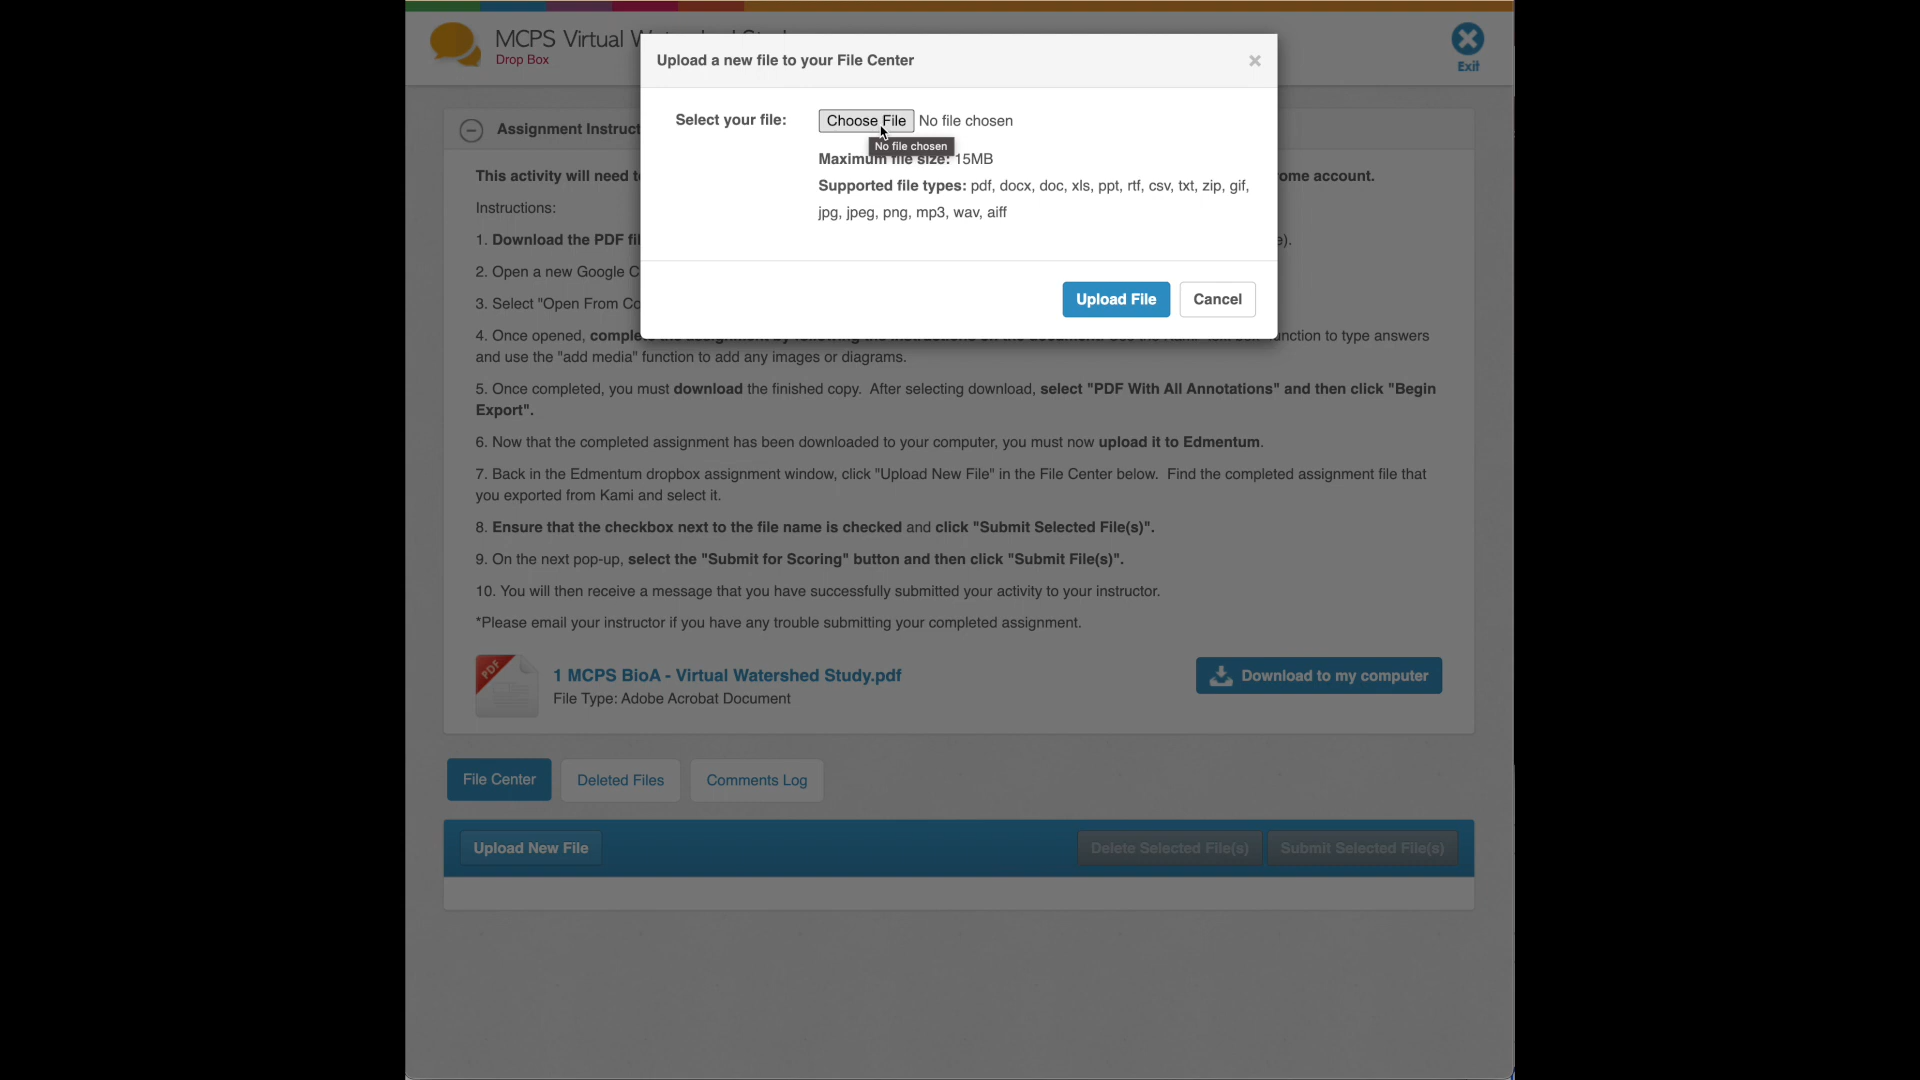 MCPS Virtual
Drop Box
Exit
Upload a new file to your File Center
×
Select your file:
Choose File No file chosen
No file chosen
Maximum file size: 15MB
Supported file types: pdf, docx, doc, xls, ppt, rtf, csv, txt, zip, gif,
jpg, jpeg, png, mp3, wav, aiff
Upload File
Cancel
Assignment
This activity will need
account.
Instructions:
1. Download the PDF
2. Open a new Google
3. Select "Open From
4. Once opened, to type answers
and use the "add media" function to add any images or diagrams.
5. Once completed, you must download the finished copy. After selecting download, select "PDF With All Annotations" and then click "Begin
Export".
6. Now that the completed assignment has been downloaded to your computer, you must now upload it to Edmentum.
7. Back in the Edmentum dropbox assignment window, click "Upload New File" in the File Center below. Find the completed assignment file that
you exported from Kami and select it.
8. Ensure that the checkbox next to the file name is checked and click "Submit Selected File(s)".
9. On the next pop-up, select the "Submit for Scoring" button and then click "Submit File(s)".
10. You will then receive a message that you have successfully submitted your activity to your instructor.
*Please email your instructor if you have any trouble submitting your completed assignment.
PDF
1 MCPS BioA - Virtual Watershed Study.pdf
File Type: Adobe Acrobat Document
Download to my computer
File Center
Deleted Files
Comments Log
Upload New File
Delete Selected File(s)
Submit Selected File(s)